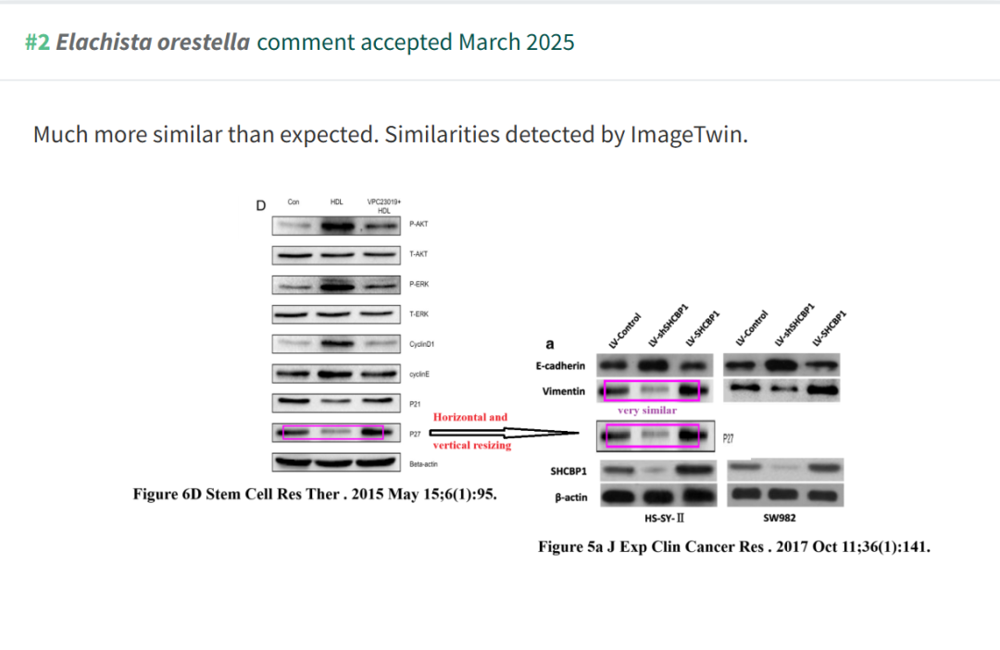 #2 Elachista orestella comment accepted March 2025
Much more similar than expected. Similarities detected by ImageTwin.
D
Con HDL VPC23019+
HDL
P-AKT
T-AKT
P-ERK
T-ERK
CyclinD1
cyclinE
P21
P27
Beta-actin
Horizontal and
vertical resizing
Figure 6D Stem Cell Res Ther . 2015 May 15;6(1):95.
a
LV-Control LV-shSHCBP1 LV-SHCBP1 LV-Control LV-shSHCBP1 LV-SHCBP1
E-cadherin
Vimentin
very similar
P27
SHCBP1
β-actin
HS-SY-II SW982
Figure 5a J Exp Clin Cancer Res . 2017 Oct 11;36(1):141.